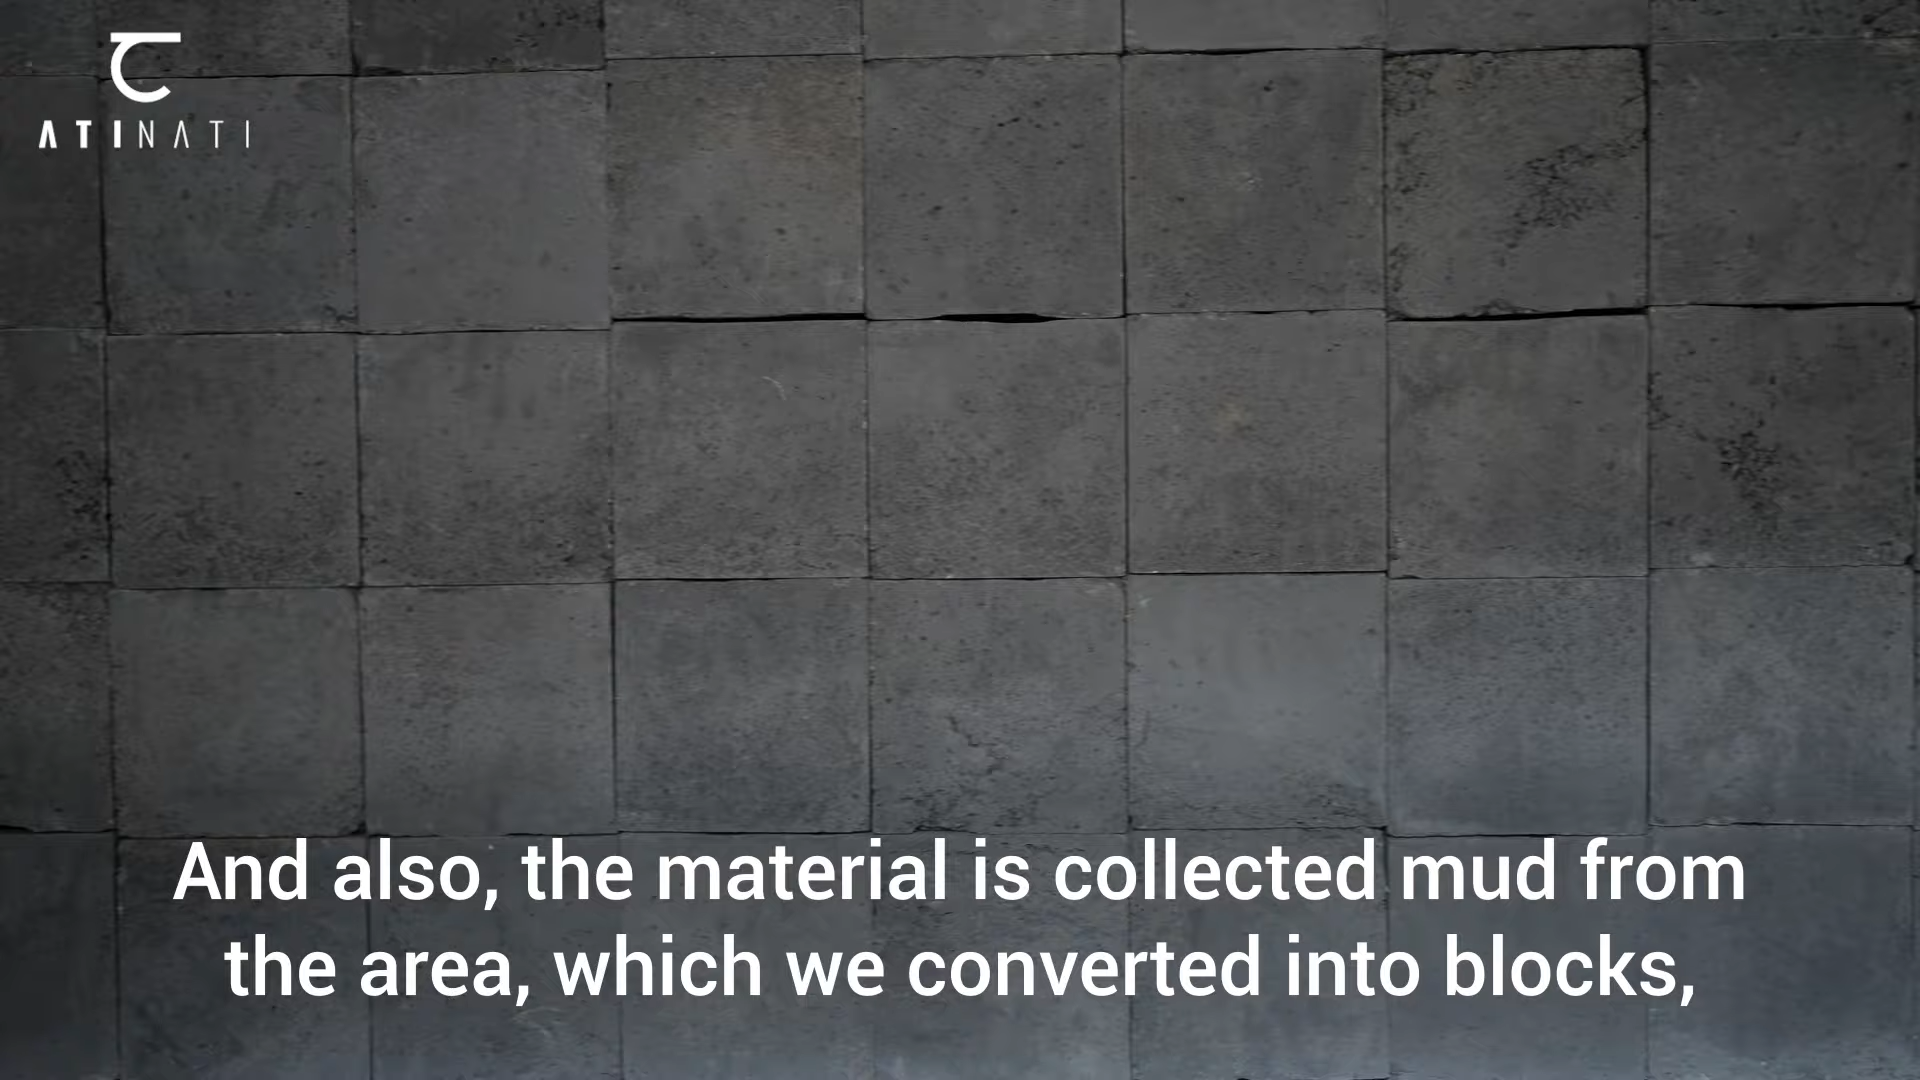 ATINATI
And also, the material is collected mud from
the area, which we converted into blocks,